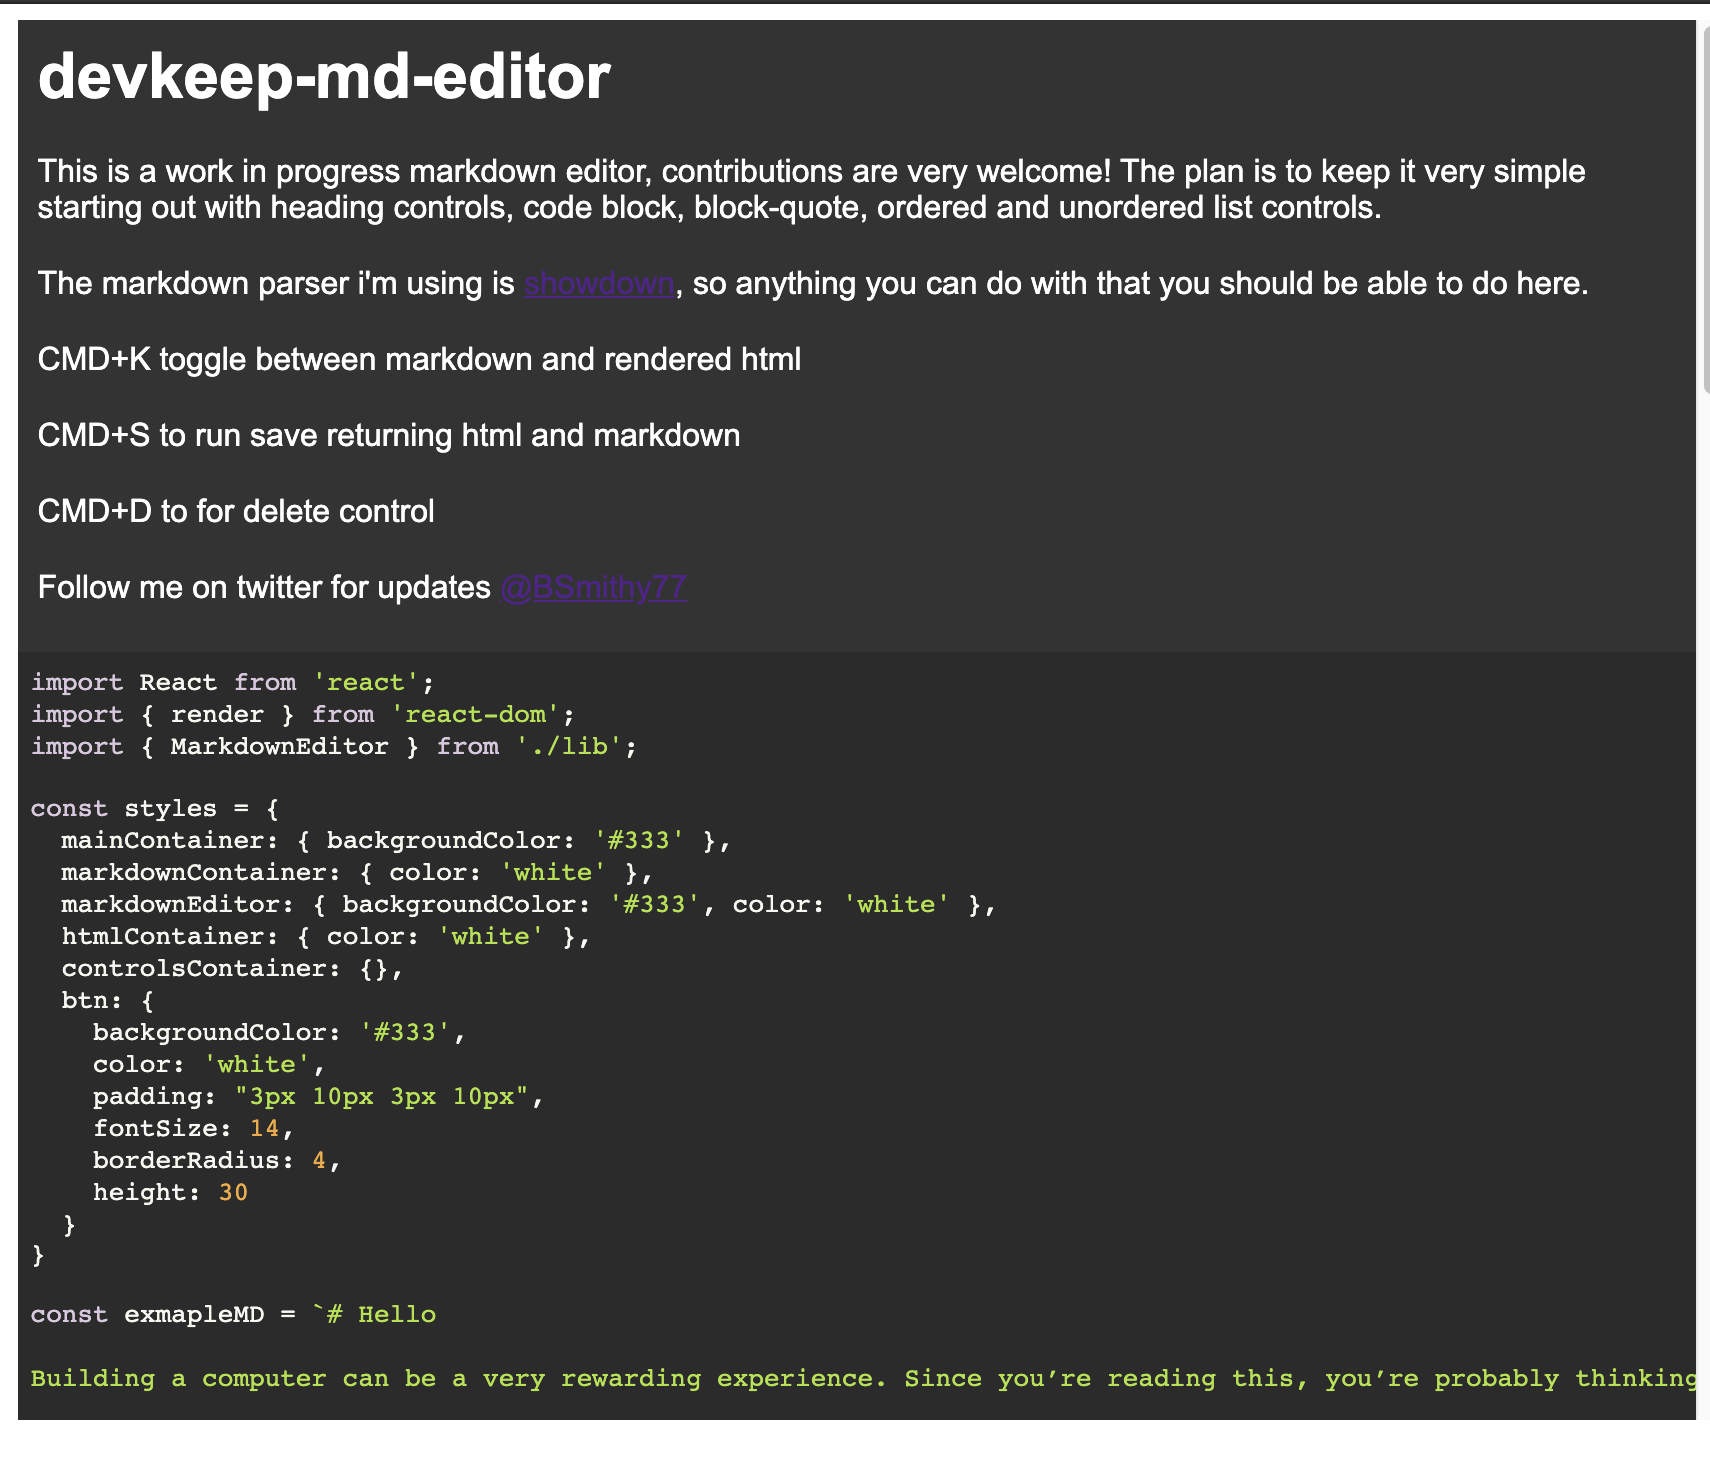 devkeep-md-editor
This is a work in progress markdown editor, contributions are very welcome! The plan is to keep it very simple
starting out with heading controls, code block, block-quote, ordered and unordered list controls.
The markdown parser i'm using is showdown, so anything you can do with that you should be able to do here.
CMD+K toggle between markdown and rendered html
CMD+S to run save returning html and markdown
CMD+D to for delete control
Follow me on twitter for updates @BSmithy77
import React from 'react';
import { render } from 'react-dom';
import { MarkdownEditor } from './lib';
const styles = {
  mainContainer: { backgroundColor: '#333' },
  markdownContainer: { color: 'white' },
  markdownEditor: { backgroundColor: '#333', color: 'white' },
  htmlContainer: { color: 'white' },
  controlsContainer: {},
  btn: {
    backgroundColor: '#333',
    color: 'white',
    padding: "3px 10px 3px 10px",
    fontSize: 14,
    borderRadius: 4,
    height: 30
  }
}
const exmapleMD = `# Hello
Building a computer can be a very rewarding experience. Since you’re reading this, you’re probably thinking